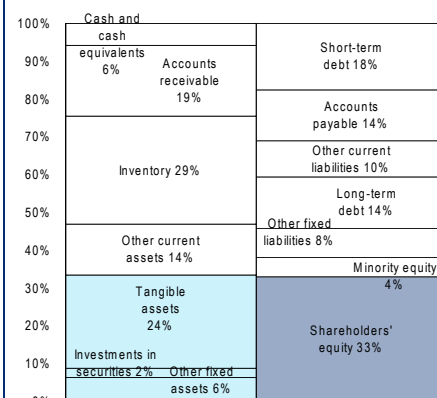 100%
90%
80%
70%
60%
50%
40%
30%
20%
10%
0%
Cash and
cash
equivalents
6%
Accounts
receivable
19%
Inventory 29%
Other current
assets 14%
Tangible
assets
24%
Investments in
securities 2%
Other fixed
assets 6%
Short-term
debt 18%
Accounts
payable 14%
Other current
liabilities 10%
Long-term
debt 14%
Other fixed
liabilities 8%
Minority equity
4%
Shareholders'
equity 33%